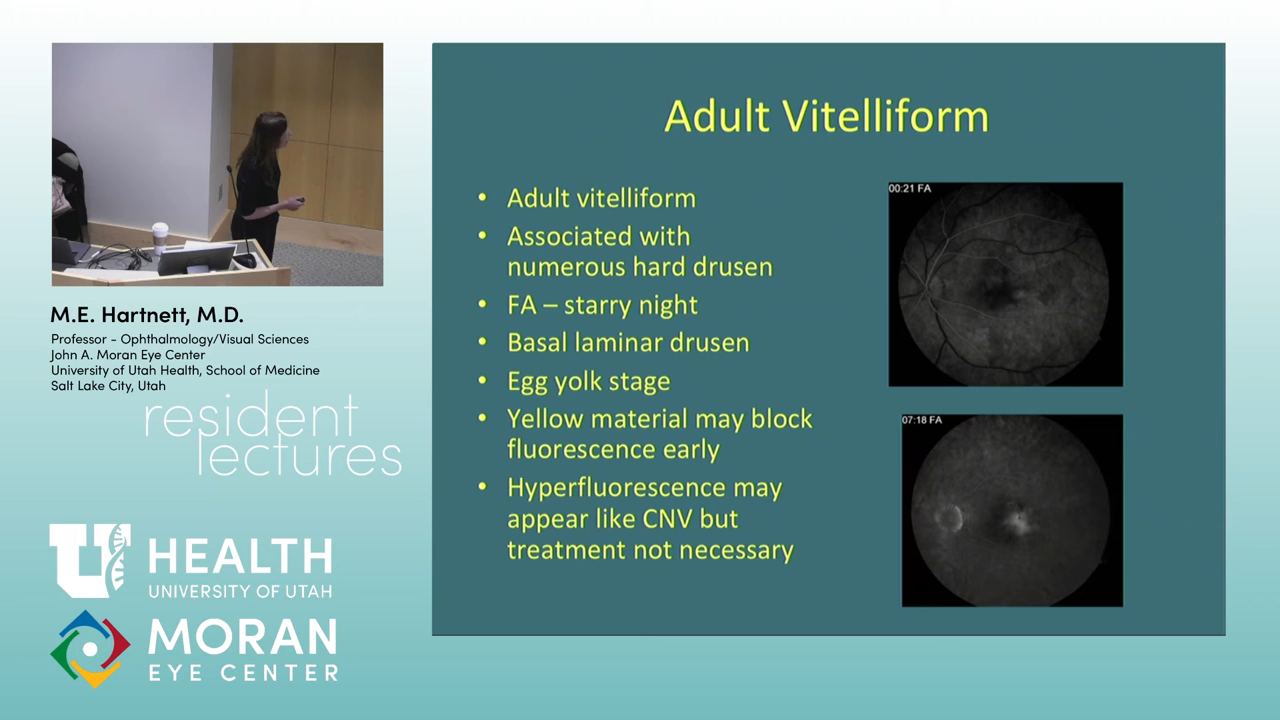 M.E. Hartnett, M.D.
Professor - Ophthalmology/Visual Sciences
John A. Moran Eye Center
University of Utah Health, School of Medicine
Salt Lake City, Utah
resident
lectures
U HEALTH
UNIVERSITY OF UTAH
MORAN
EYE CENTER
Adult Vitelliform
• Adult vitelliform
• Associated with
numerous hard drusen
• FA – starry night
• Basal laminar drusen
• Egg yolk stage
• Yellow material may block
fluorescence early
• Hyperfluorescence may
appear like CNV but
treatment not necessary
00:21 FA
07:18 FA